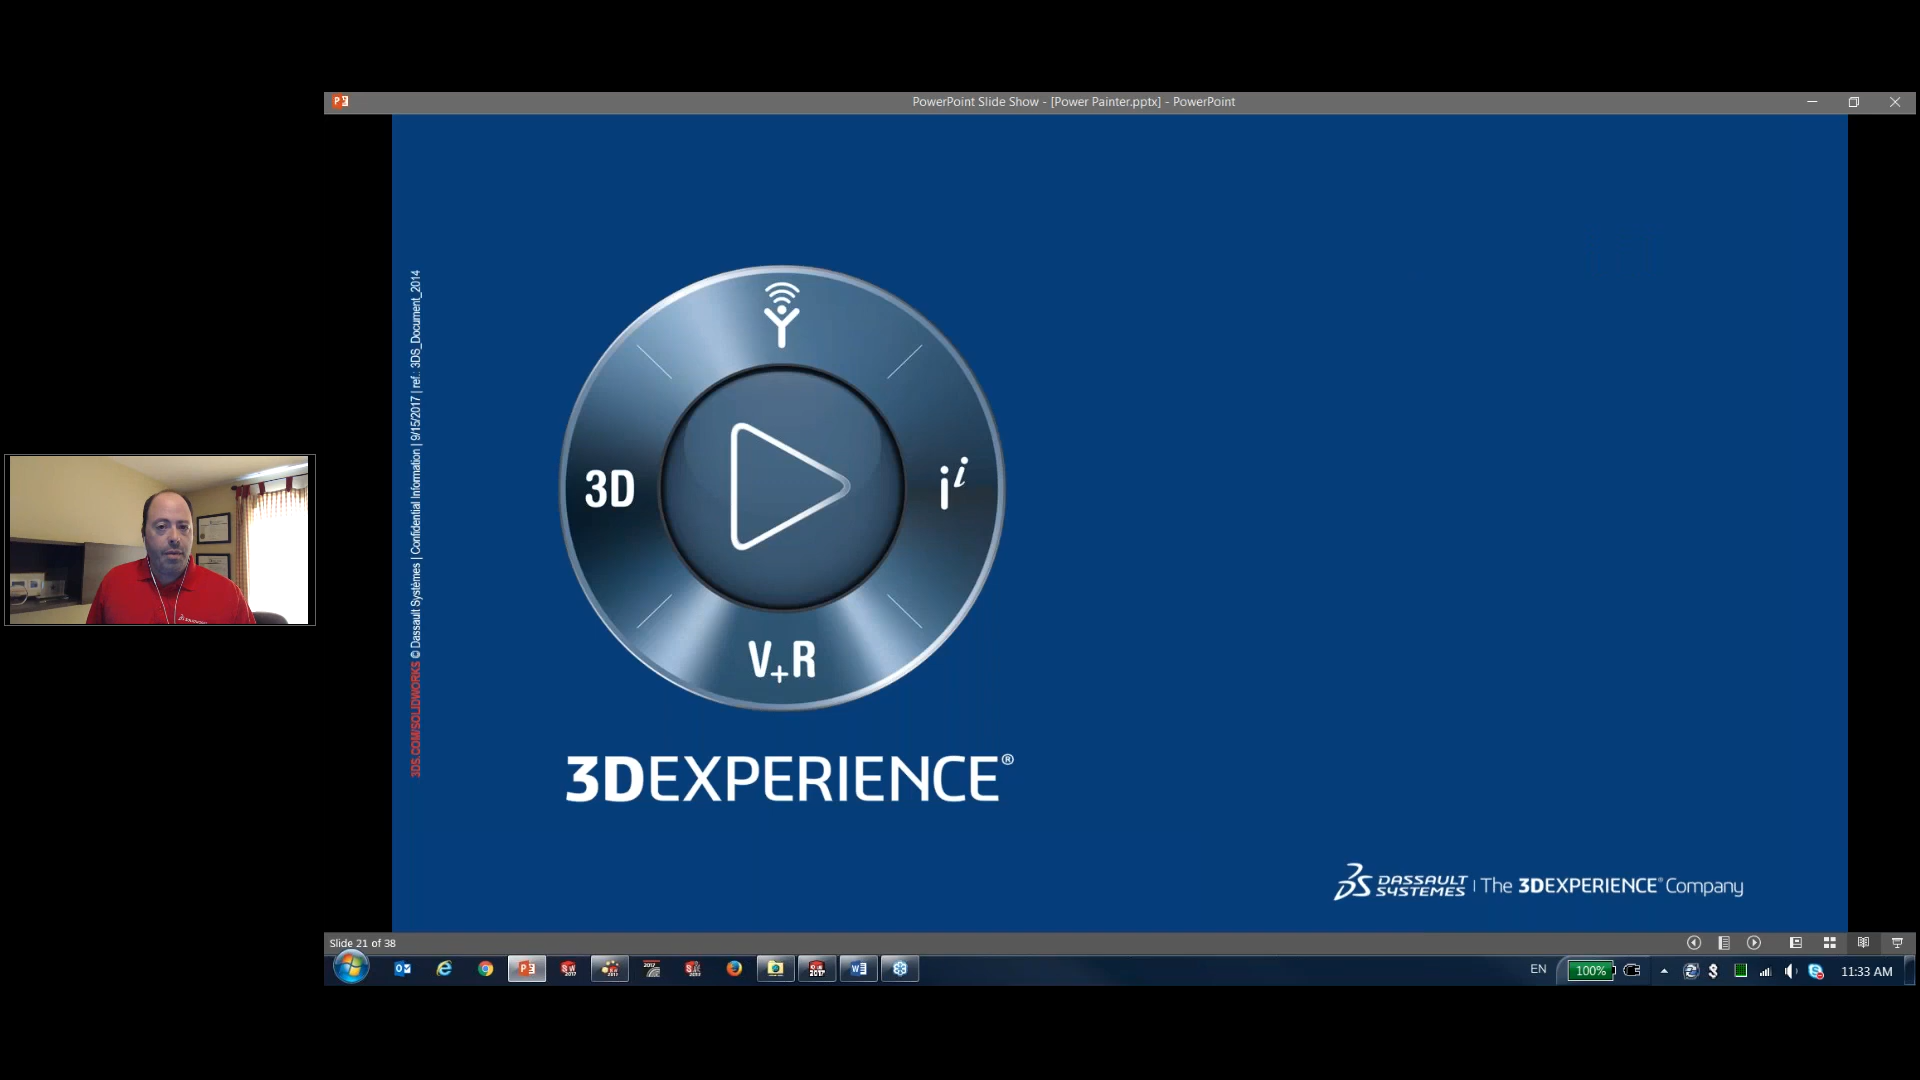 PowerPoint Slide Show - [Power Painter.pptx] - PowerPoint
3DS.COM/SOLIDWORKS © Dassault Systèmes | Confidential Information | 9/15/2017 | ref.: 3DS_Document_2014
3D
i i
V+R
3DEXPERIENCE®
DASSAULT SYSTEMES | The 3DEXPERIENCE® Company
Slide 21 of 38
EN
100%
11:33 AM